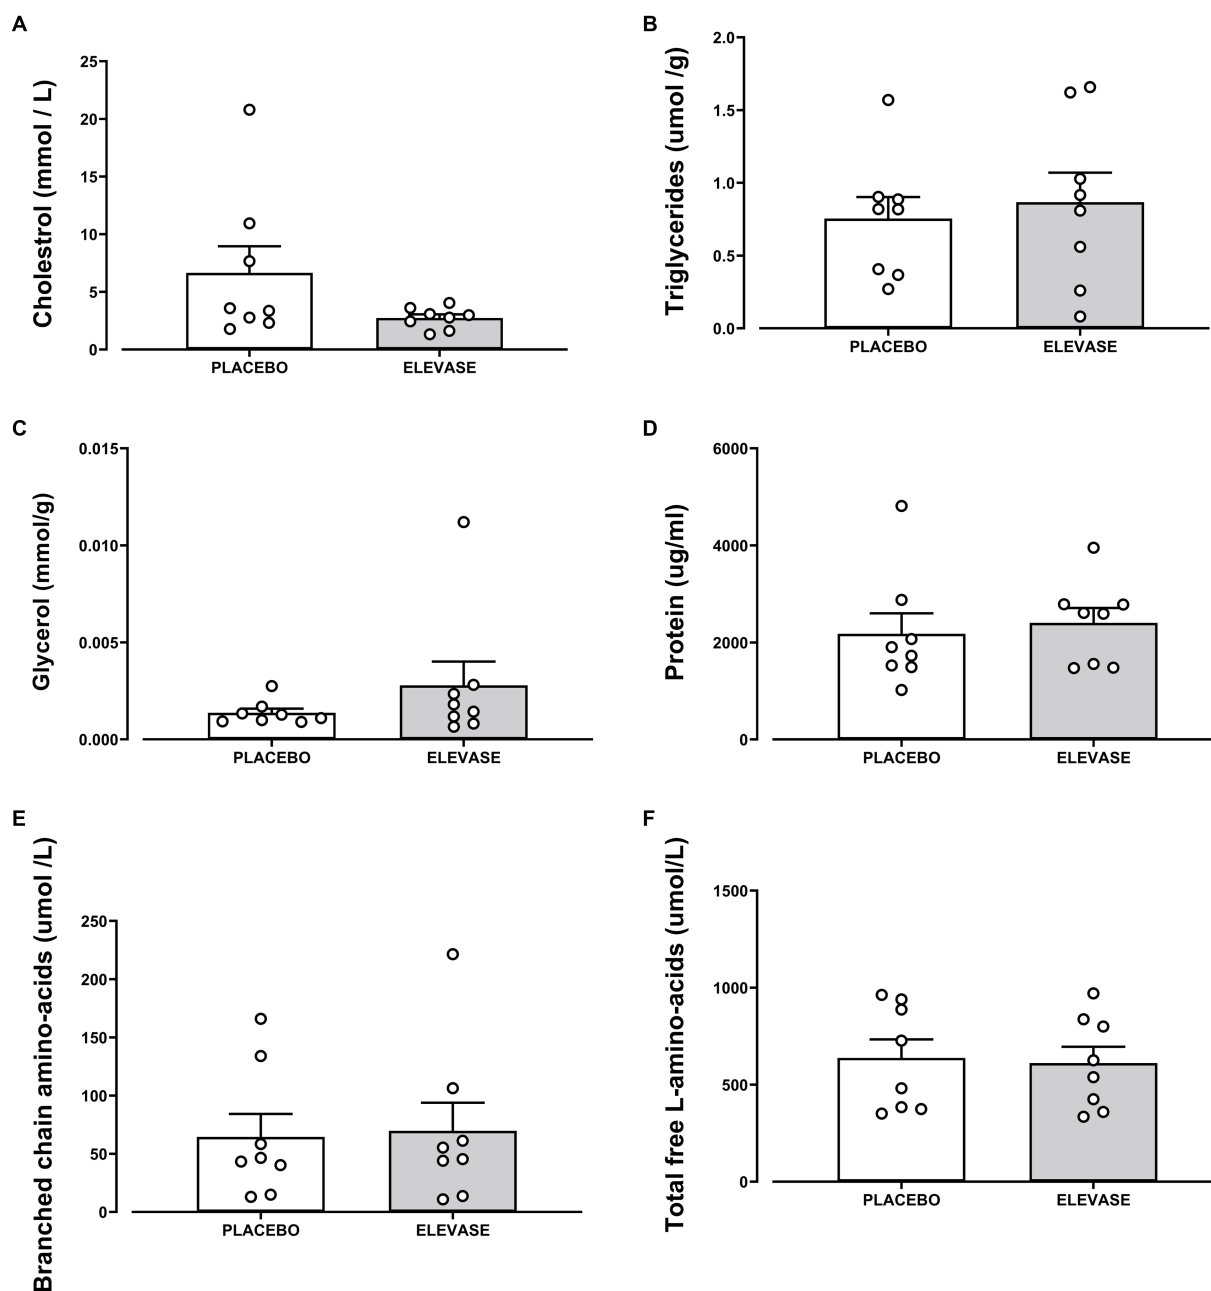 A
Cholestrol (mmol / L)
25
20
15
10
5
0
PLACEBO
ELEVASE
B
Triglycerides (umol /g)
2.0
1.5
1.0
0.5
0.0
PLACEBO
ELEVASE
C
Glycerol (mmol/g)
0.015
0.010
0.005
0.000
PLACEBO
ELEVASE
D
Protein (ug/ml)
6000
4000
2000
0
PLACEBO
ELEVASE
E
Branched chain amino-acids (umol /L)
250
200
150
100
50
0
PLACEBO
ELEVASE
F
Total free L-amino-acids (umol/L)
1500
1000
500
0
PLACEBO
ELEVASE